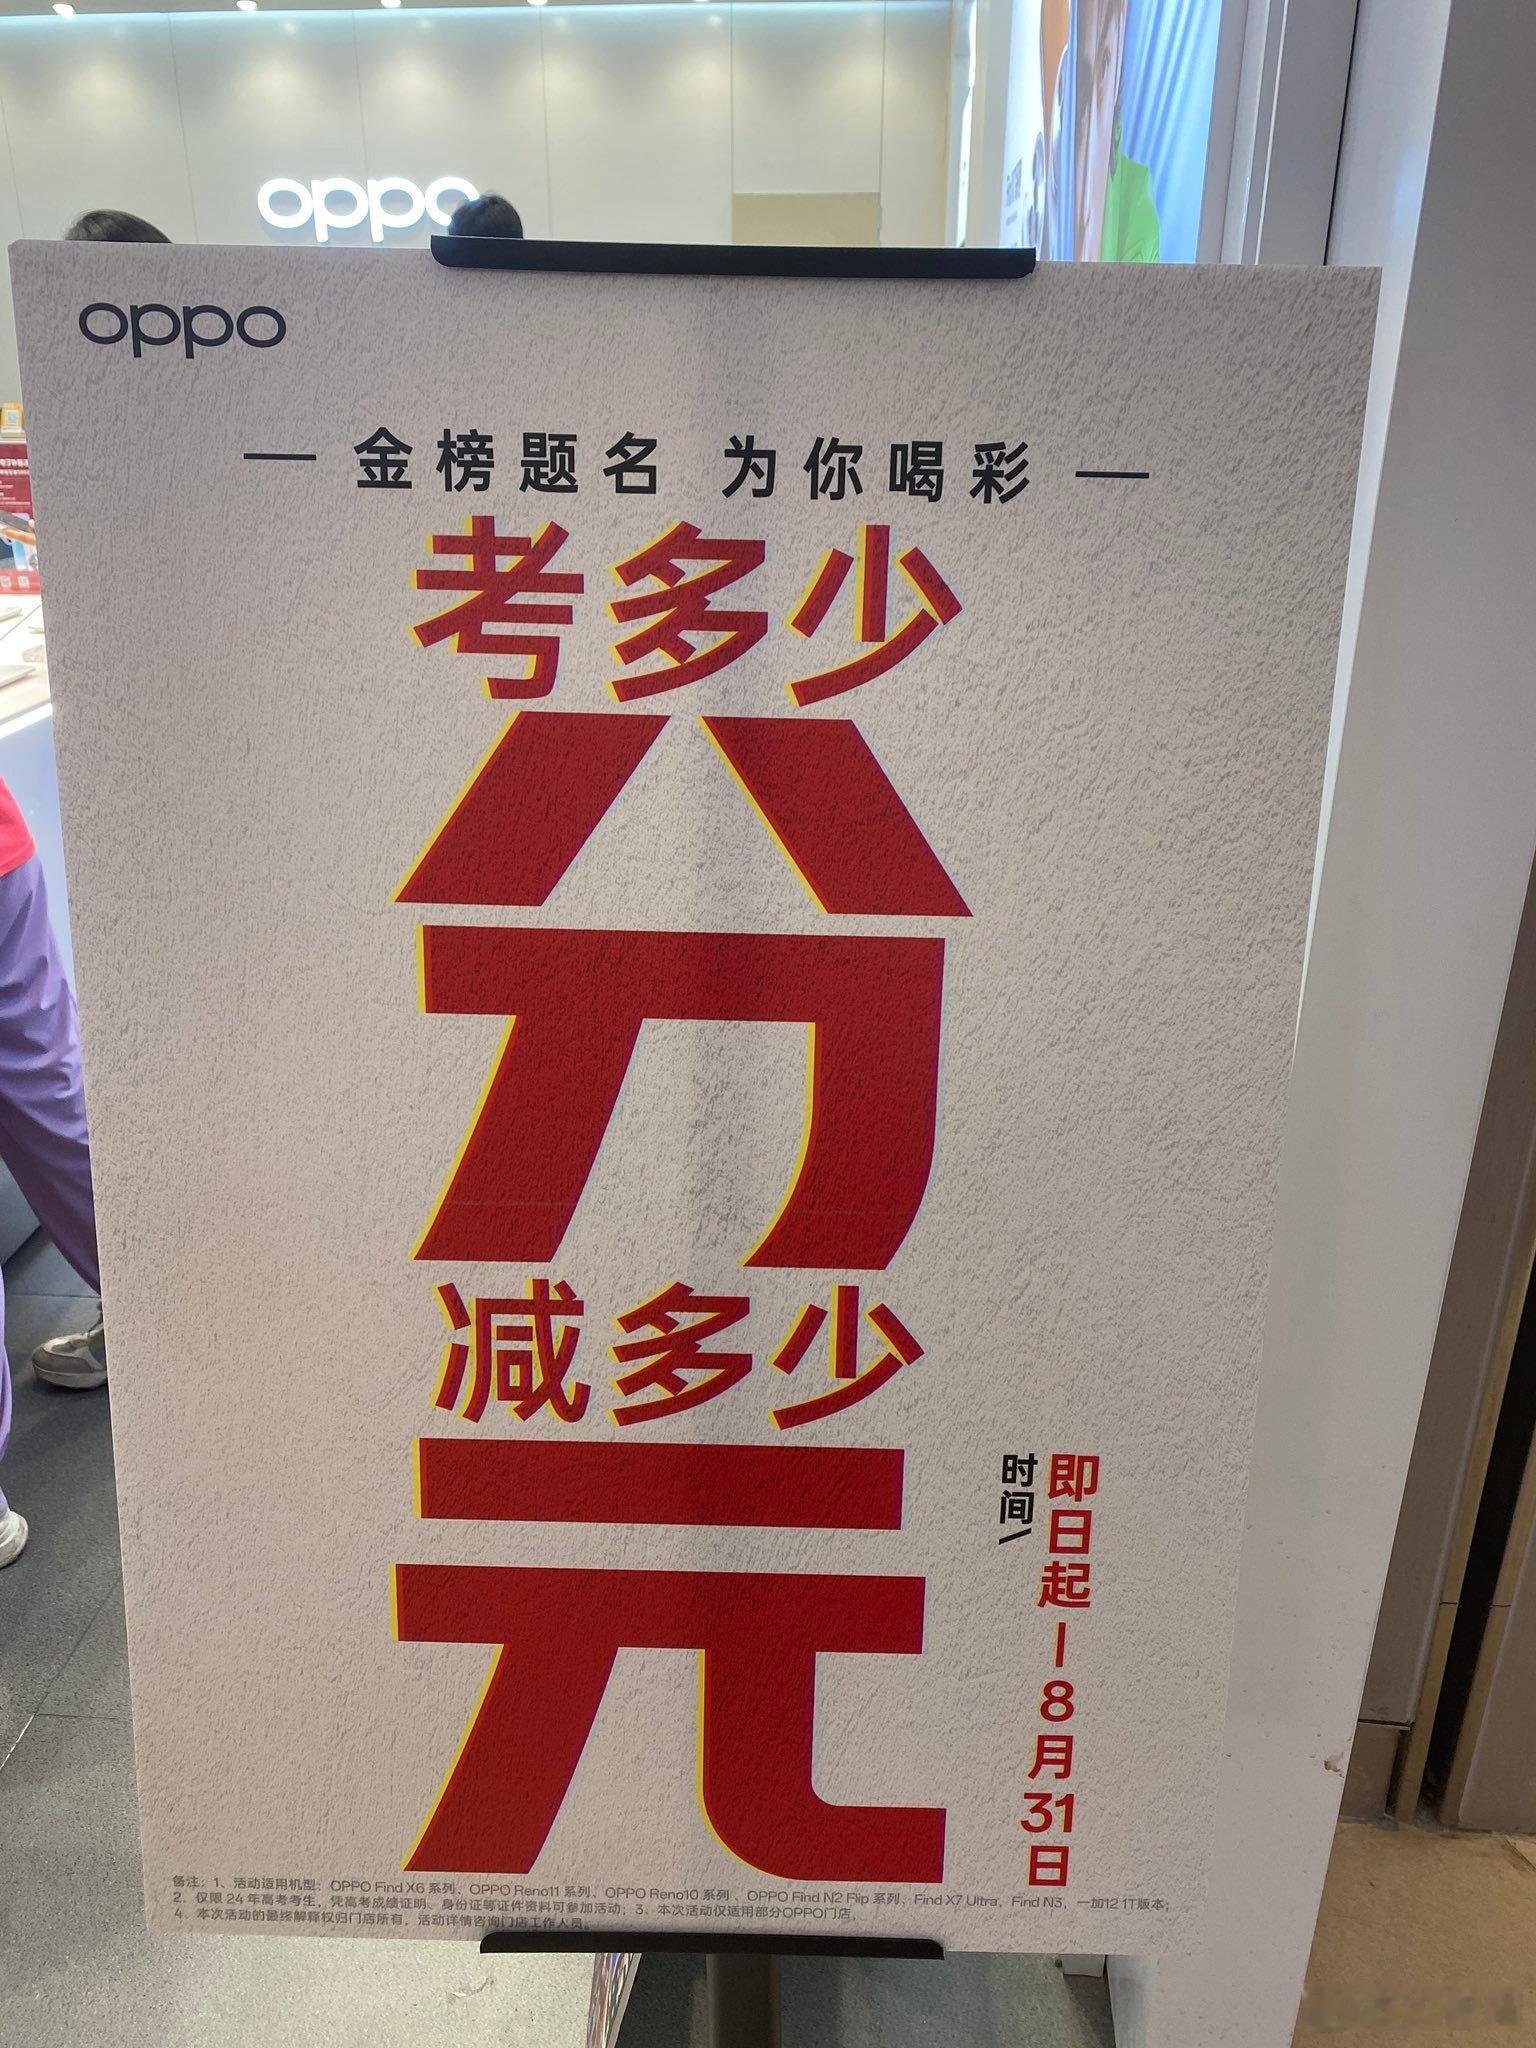 oppo
oppo
金榜题名 为你喝彩
考多少
分
减多少
元
时间/
即日起-8月31日
备注：1、活动适用机型：OPPO Find X6 系列、OPPO Reno11 系列、OPPO Reno10 系列、OPPO Find N2 Flip 系列、Find X7 Ultra，Find N3，一加12 1T版本；
2、仅限 24 年高考考生，凭高考成绩证明、身份证等证件资料可参加活动；3、本次活动仅适用部分OPPO门店，
4、本次活动的最终解释权归门店所有，活动详情咨询门店工作人员。